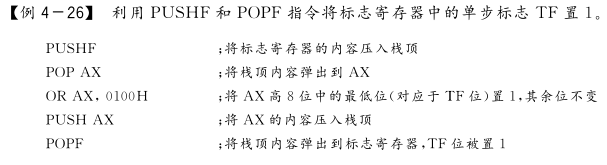 【例 4－26】 利用 PUSHF 和 POPF 指令将标志寄存器中的单步标志 TF 置 1。
PUSHF ;将标志寄存器的内容压入栈顶
POP AX ;将栈顶内容弹出到 AX
OR AX, 0100H ;将 AX 高 8 位中的最低位(对应于 TF 位)置 1,其余位不变
PUSH AX ;将 AX 的内容压入栈顶
POPF ;将栈顶内容弹出到标志寄存器,TF 位被置 1